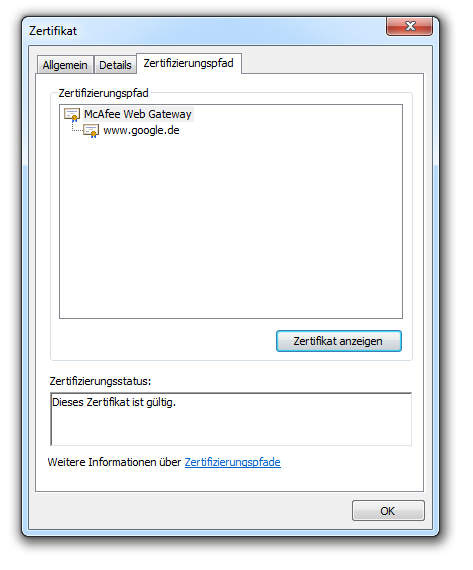 Zertifikat
Allgemein Details Zertifizierungspfad
Zertifizierungspfad
McAfee Web Gateway
www.google.de
Zertifikat anzeigen
Zertifizierungsstatus:
Dieses Zertifikat ist gültig.
Weitere Informationen über Zertifizierungspfade
OK